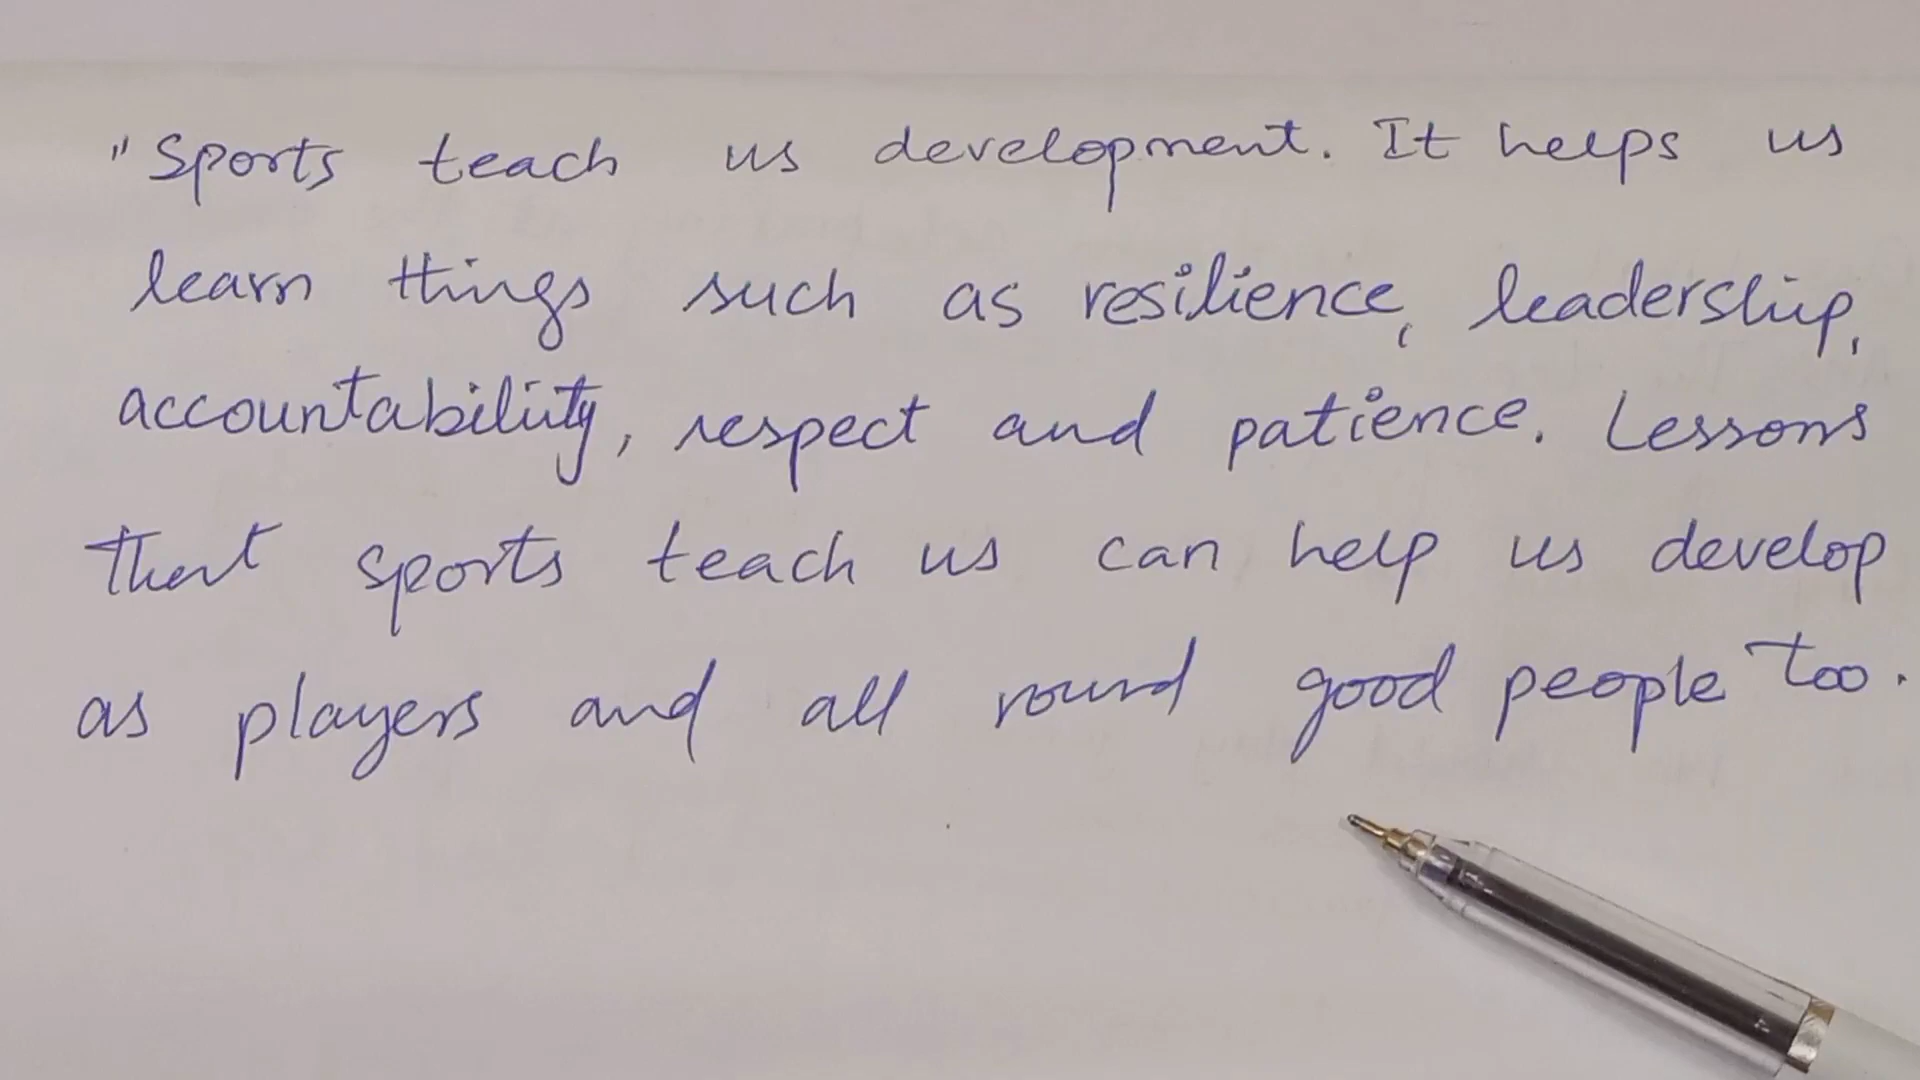 "Sports teach us development. It helps us
learn things such as resilience, leadership,
accountability, respect and patience. Lessons
that sports teach us can help us develop
as players and all round good people too.